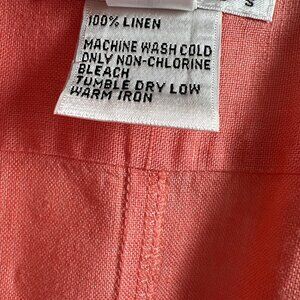 S
100% LINEN
MACHINE WASH COLD
ONLY NON-CHLORINE
BLEACH
TUMBLE DRY LOW
WARM IRON